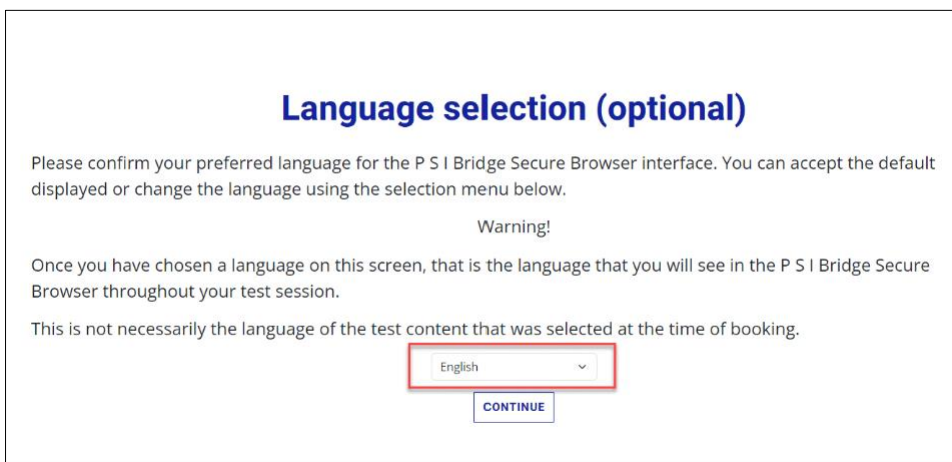 Language selection (optional)
Please confirm your preferred language for the P S I Bridge Secure Browser interface. You can accept the default
displayed or change the language using the selection menu below.
Warning!
Once you have chosen a language on this screen, that is the language that you will see in the P S I Bridge Secure
Browser throughout your test session.
This is not necessarily the language of the test content that was selected at the time of booking.
English
CONTINUE